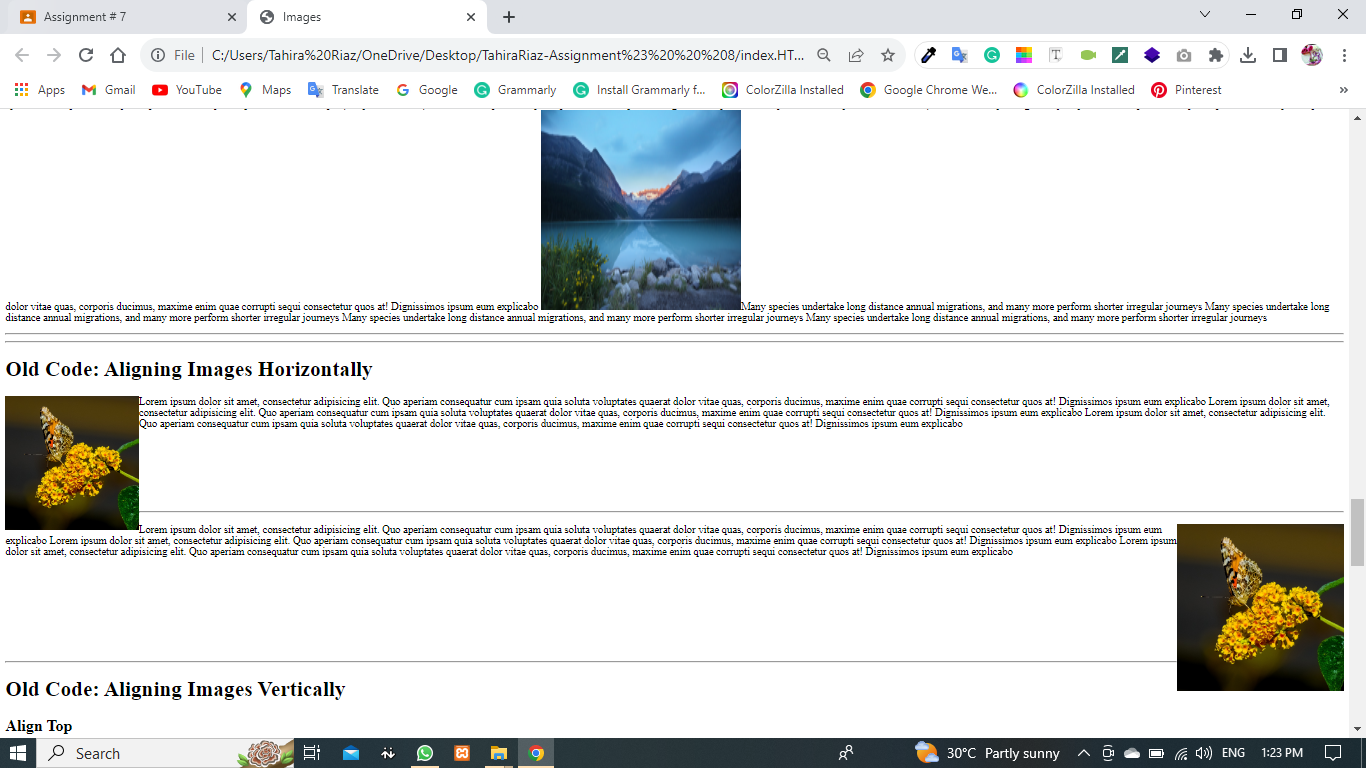 Assignment # 7
Images
File
C:/Users/Tahira%20Riaz/OneDrive/Desktop/TahiraRiaz-Assignment%23%20%20%208/index.HT...
Apps
Gmail
YouTube
Maps
Translate
Google
Grammarly
Install Grammarly f...
ColorZilla Installed
Google Chrome We...
ColorZilla Installed
Pinterest
»
dolor vitae quas, corporis ducimus, maxime enim quae corrupti sequi consectetur quos at! Dignissimos ipsum eum explicabo Many species undertake long distance annual migrations, and many more perform shorter irregular journeys Many species undertake long
distance annual migrations, and many more perform shorter irregular journeys Many species undertake long distance annual migrations, and many more perform shorter irregular journeys Many species undertake long distance annual migrations, and many more perform shorter irregular journeys
Old Code: Aligning Images Horizontally
Lorem ipsum dolor sit amet, consectetur adipisicing elit. Quo aperiam consequatur cum ipsam quia soluta voluptates quaerat dolor vitae quas, corporis ducimus, maxime enim quae corrupti sequi consectetur quos at! Dignissimos ipsum eum explicabo Lorem ipsum dolor sit amet,
consectetur adipisicing elit. Quo aperiam consequatur cum ipsam quia soluta voluptates quaerat dolor vitae quas, corporis ducimus, maxime enim quae corrupti sequi consectetur quos at! Dignissimos ipsum eum explicabo Lorem ipsum dolor sit amet, consectetur adipisicing elit.
Quo aperiam consequatur cum ipsam quia soluta voluptates quaerat dolor vitae quas, corporis ducimus, maxime enim quae corrupti sequi consectetur quos at! Dignissimos ipsum eum explicabo
Lorem ipsum dolor sit amet, consectetur adipisicing elit. Quo aperiam consequatur cum ipsam quia soluta voluptates quaerat dolor vitae quas, corporis ducimus, maxime enim quae corrupti sequi consectetur quos at! Dignissimos ipsum eum
explicabo Lorem ipsum dolor sit amet, consectetur adipisicing elit. Quo aperiam consequatur cum ipsam quia soluta voluptates quaerat dolor vitae quas, corporis ducimus, maxime enim quae corrupti sequi consectetur quos at! Dignissimos ipsum eum explicabo Lorem ipsum
dolor sit amet, consectetur adipisicing elit. Quo aperiam consequatur cum ipsam quia soluta voluptates quaerat dolor vitae quas, corporis ducimus, maxime enim quae corrupti sequi consectetur quos at! Dignissimos ipsum eum explicabo
Old Code: Aligning Images Vertically
Align Top
Search
30°C Partly sunny
ENG
1:23 PM